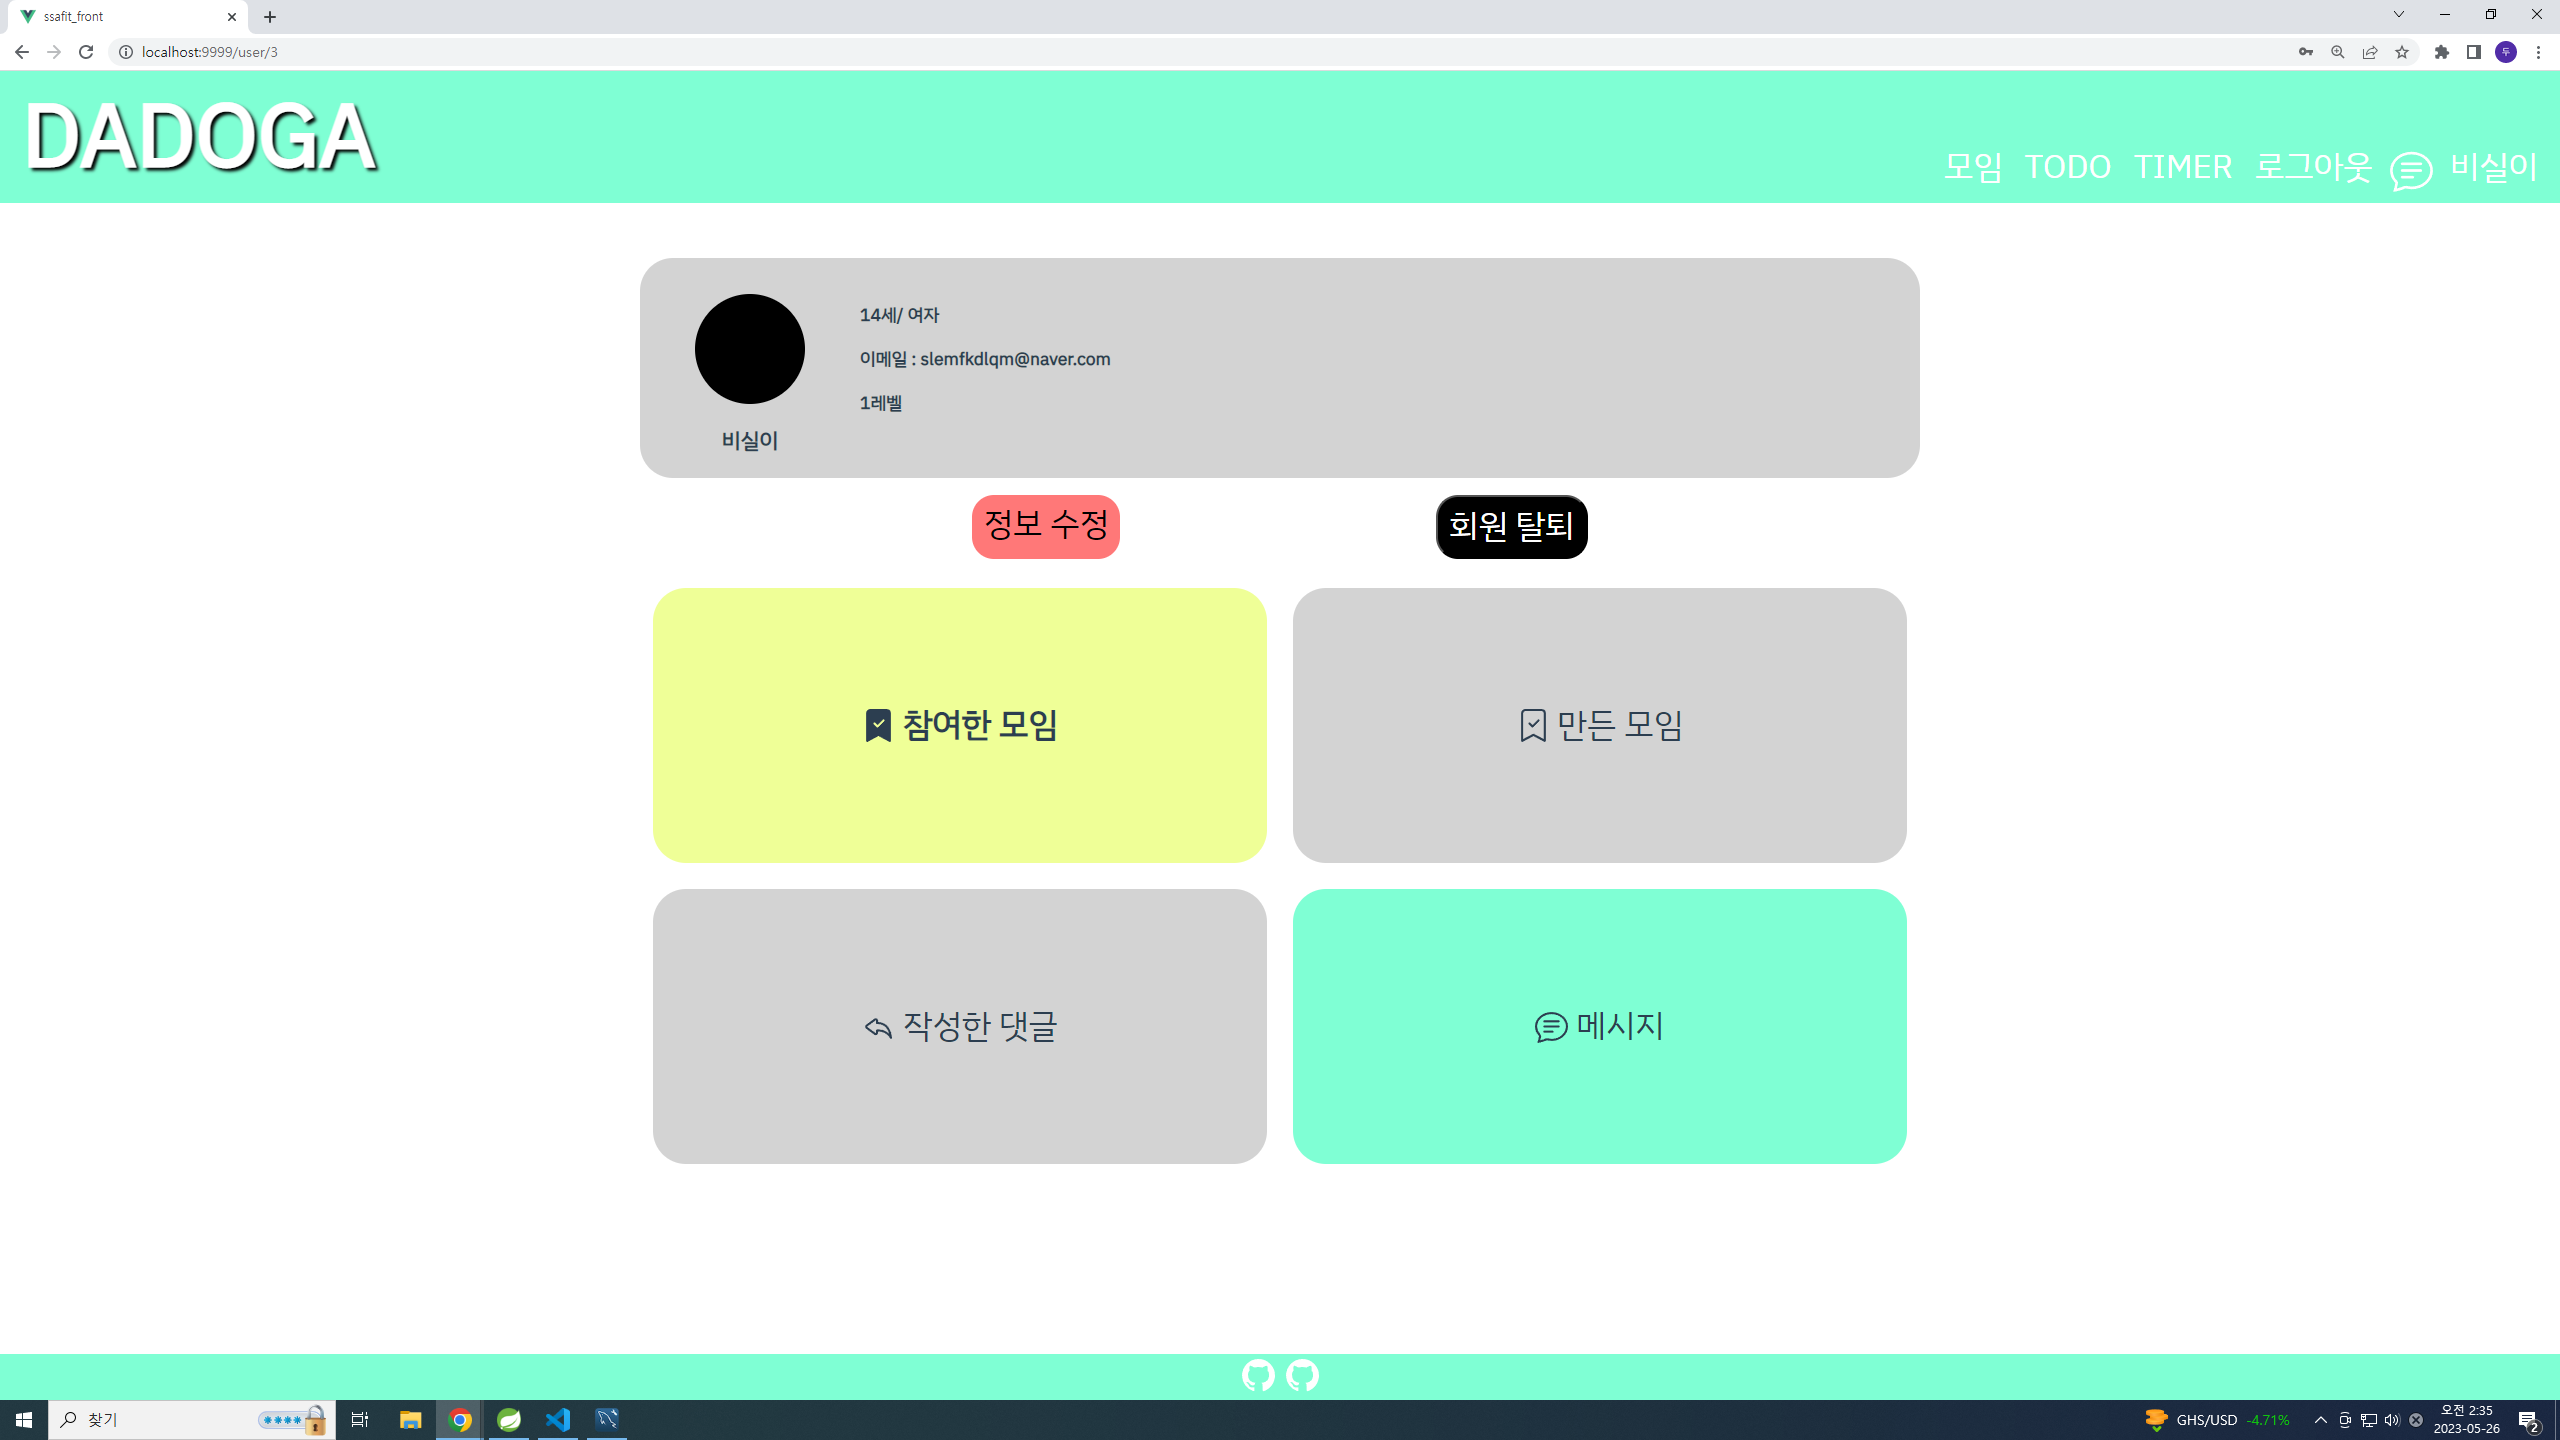 ssafit_front
localhost:9999/user/3
두
DADOGA
모임 TODO TIMER 로그아웃 비실이
14세/ 여자
이메일 : slemfkdlqm@naver.com
1레벨
비실이
정보 수정 회원 탈퇴
참여한 모임 만든 모임
작성한 댓글 메시지
찾기
GHS/USD -4.71%
오전 2:35
2023-05-26
2